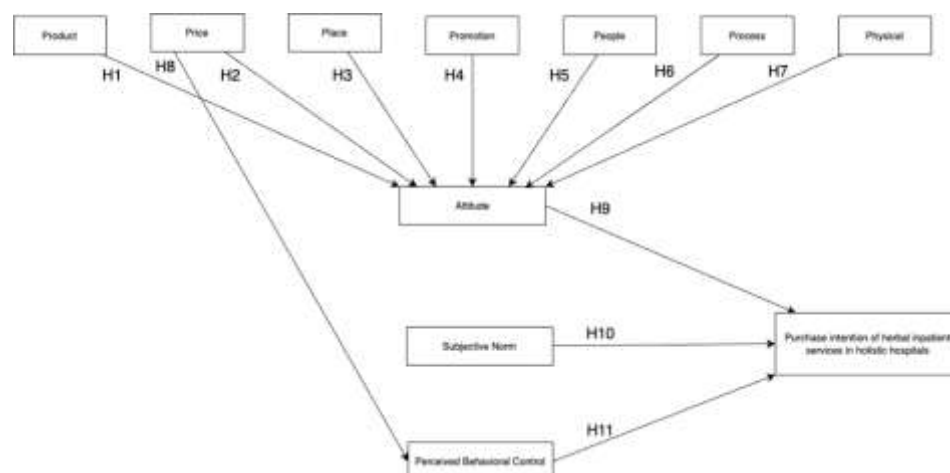 Product
Price
Place
Promotion
People
Process
Physical
H1
H8
H2
H3
H4
H5
H6
H7
Attitude
H9
Subjective Norm
H10
Purchase intention of herbal inpatient
services in holistic hospitals
H11
Perceived Behavioral Control